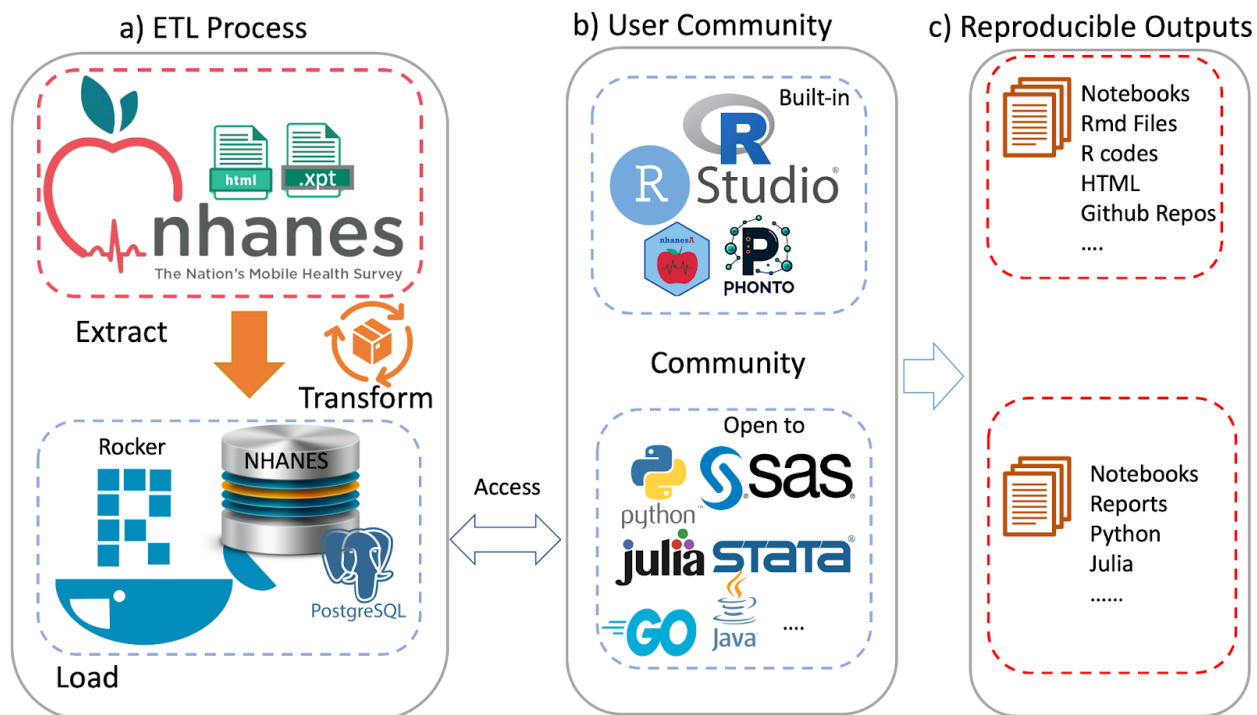 a) ETL Process
html
.xpt
nhanes
The Nation's Mobile Health Survey
Extract
Transform
Rocker
NHANES
PostgreSQL
Load
Access
b) User Community
Built-in
R
R
Studio®
nhanesA
P
PHONTO
Community
Open to
python™
sas®
julia
STATA®
GO
Java™
....
c) Reproducible Outputs
Notebooks
Rmd Files
R codes
HTML
Github Repos
....
Notebooks
Reports
Python
Julia
......